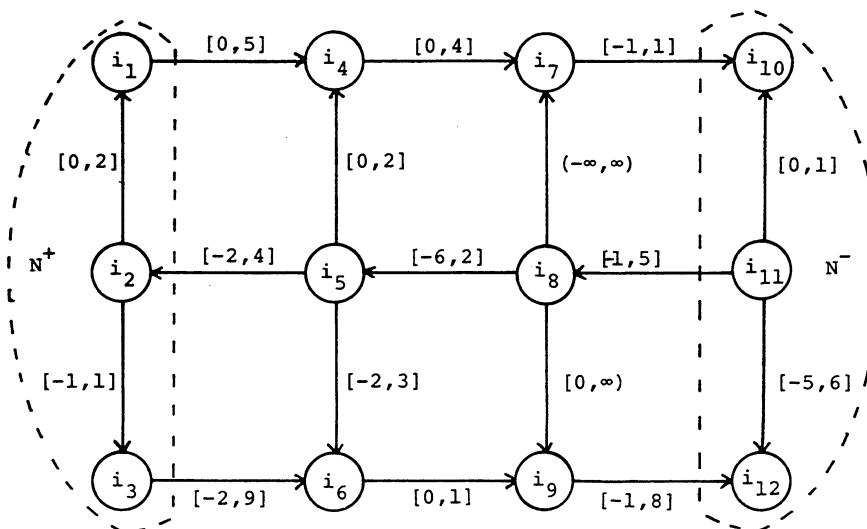 [0,5] [0,4] [-1,1]
i1 i4 i7 i10
[0,2] [0,2] (-∞,∞) [0,1]
[-2,4] [-6,2] [1,5]
N+ i2 i5 i8 i11 N-
[-1,1] [-2,3] [0,∞) [-5,6]
i3 i6 i9 i12
[-2,9] [0,1] [-1,8]